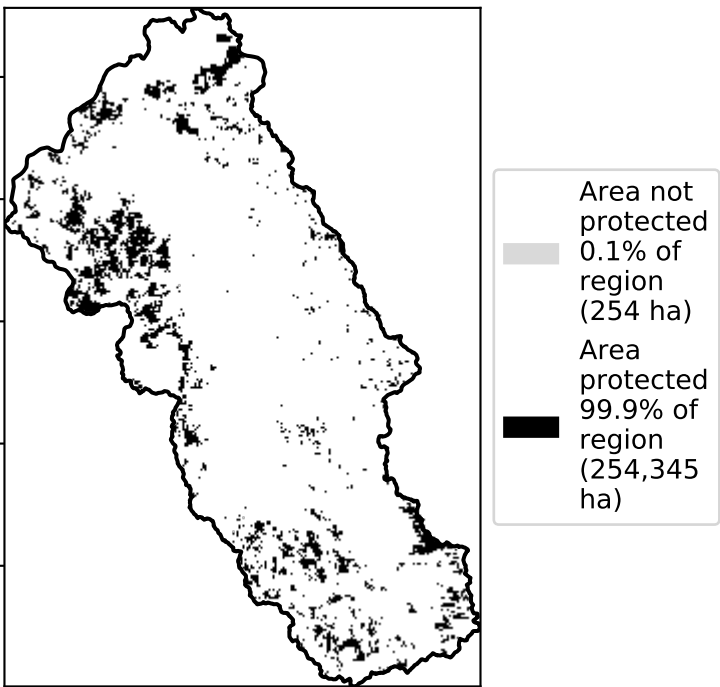 Area not
protected
0.1% of
region
(254 ha)
Area
protected
99.9% of
region
(254,345
ha)